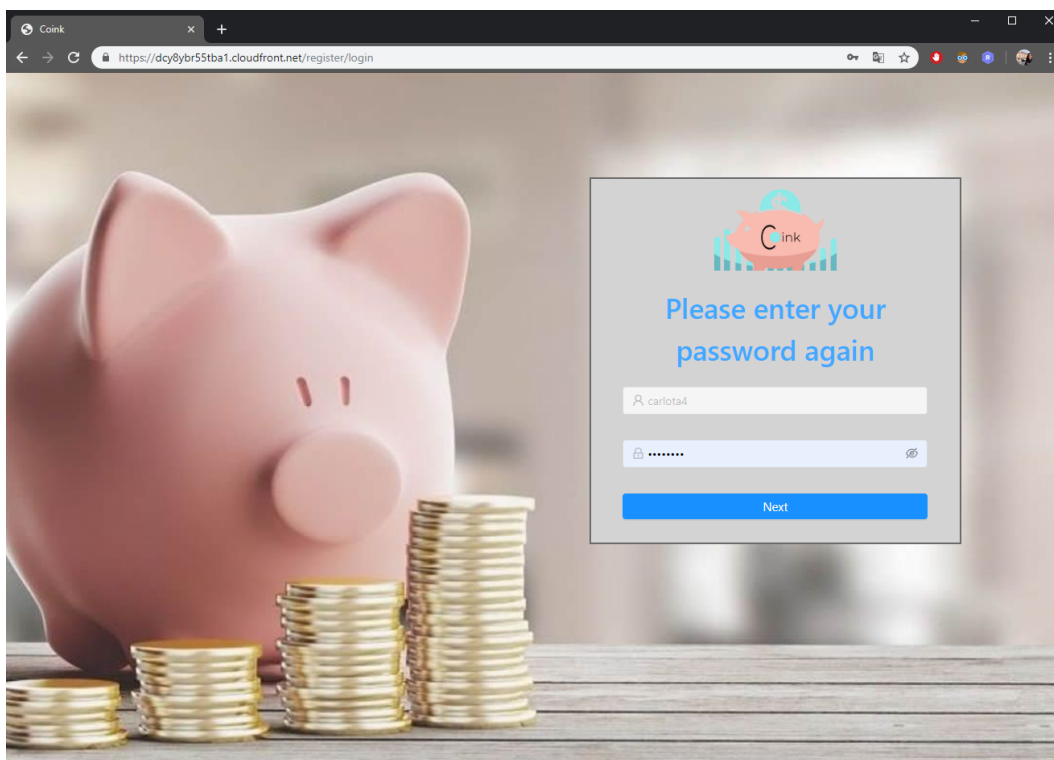 Coink
https://dcy8ybr55tba1.cloudfront.net/register/login
Coink
Please enter your
password again
carlota4
••••••••
Next